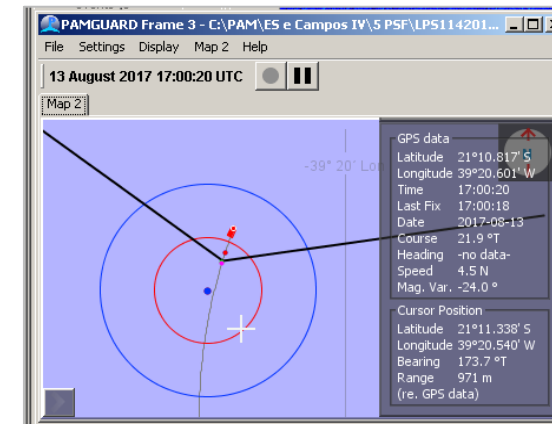 PAMGUARD Frame 3 - C:\PAM\ES e Campos IV\5 PSF\LPS114201...
File Settings Display Map 2 Help
13 August 2017 17:00:20 UTC
Map 2
-39° 20' Lon
GPS data
Latitude 21°10.817' S
Longitude 39°20.601' W
Time 17:00:20
Last Fix 17:00:18
Date 2017-08-13
Course 21.9 °T
Heading -no data-
Speed 4.5 N
Mag. Var. -24.0 °
Cursor Position
Latitude 21°11.338' S
Longitude 39°20.540' W
Bearing 173.7 °T
Range 971 m
(re. GPS data)